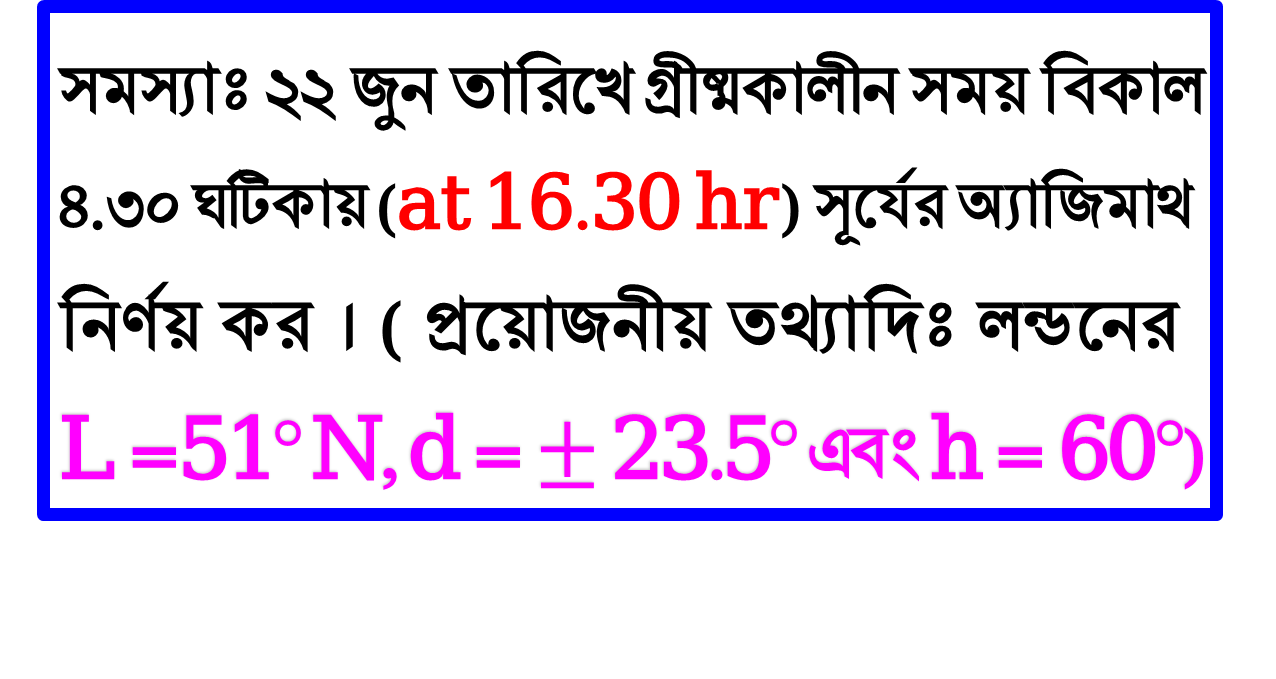 সমস্যাঃ ২২ জুন তারিখে গ্রীষ্মকালীন সময় বিকাল
৪.৩০ ঘটিকায় (at 16.30 hr) সূর্যের অ্যাজিমাথ
নির্ণয় কর । ( প্রয়োজনীয় তথ্যাদিঃ লন্ডনের
L =51° N, d = ± 23.5° এবং h = 60°)